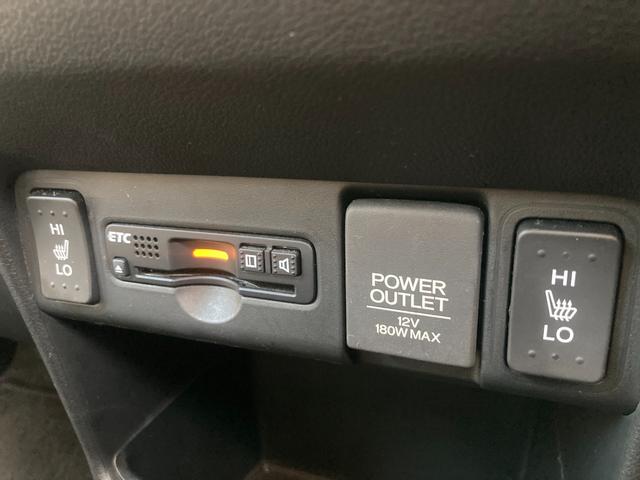 HI
LO
ETC
POWER
OUTLET
12V
180W MAX
HI
LO